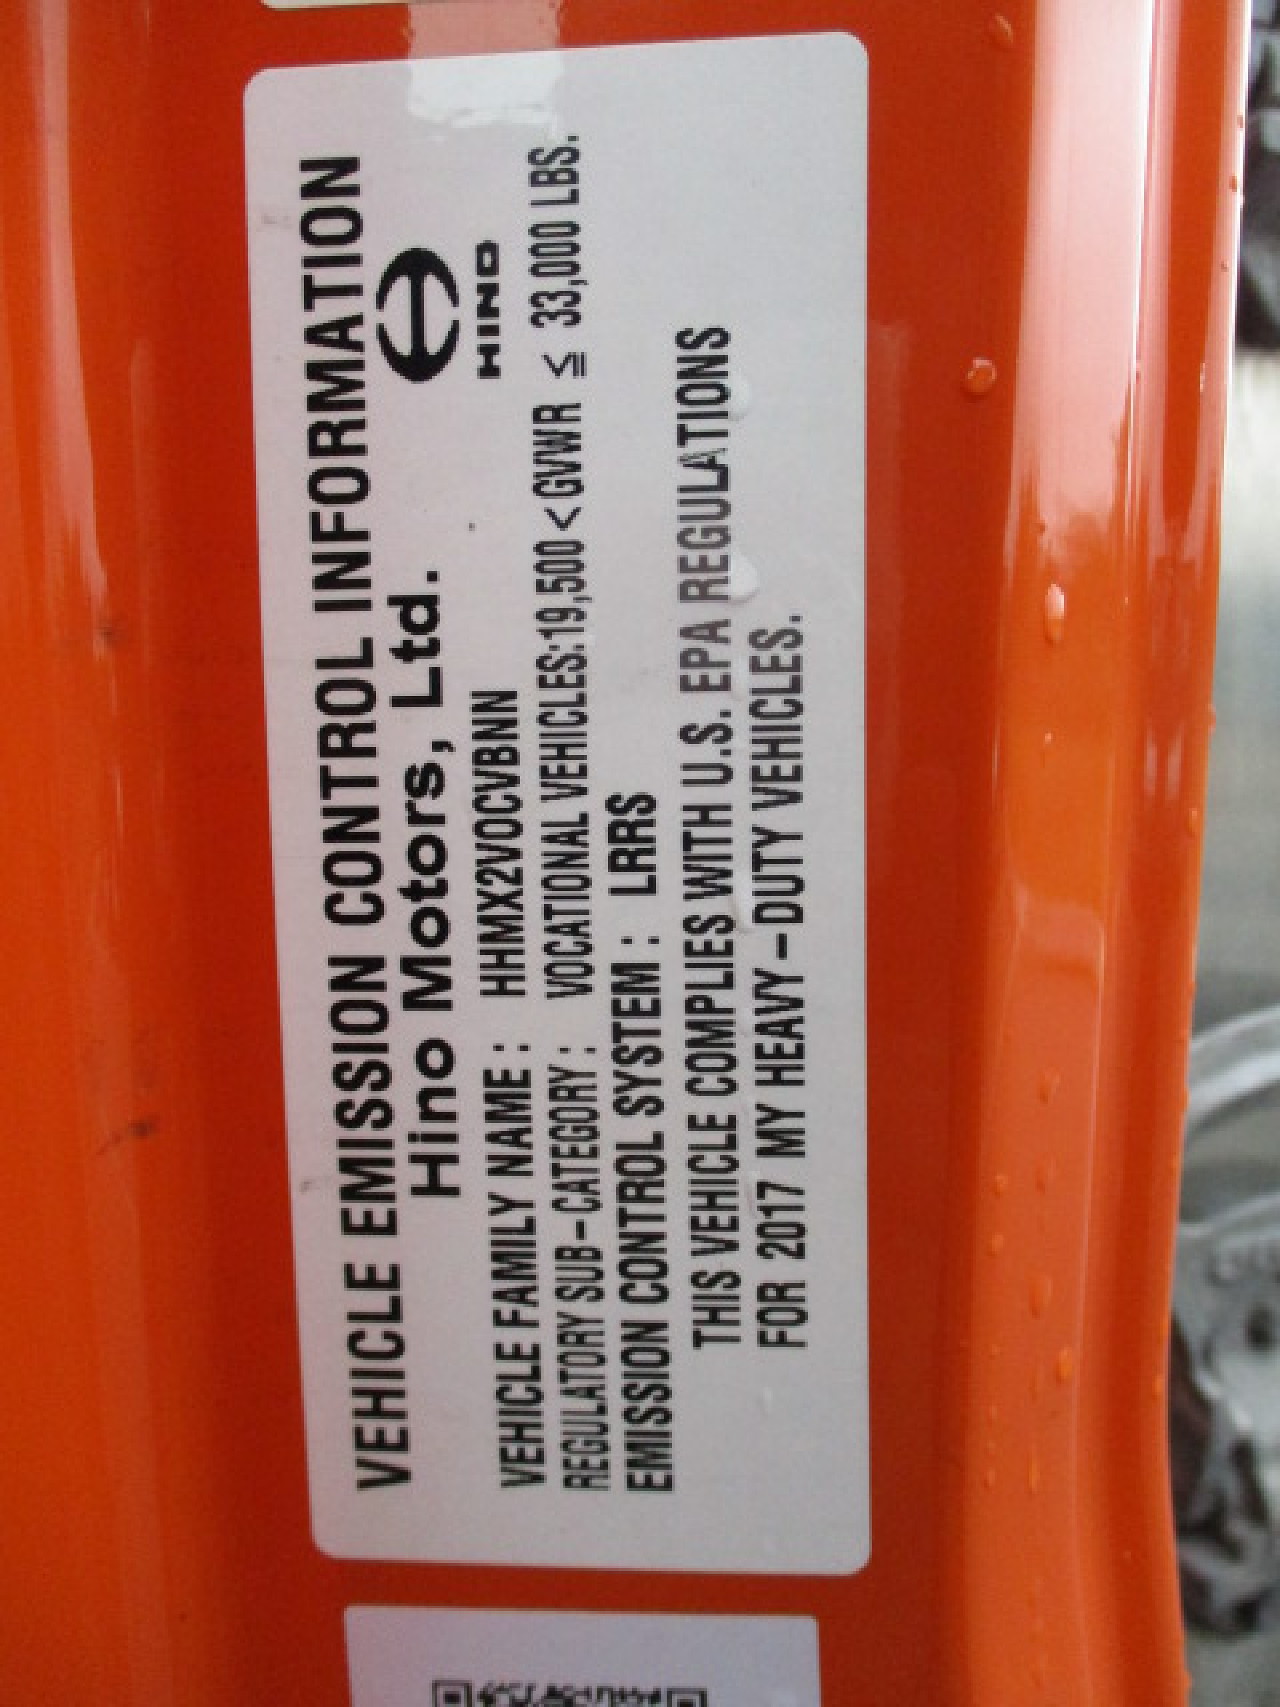 VEHICLE EMISSION CONTROL INFORMATION
Hino Motors, Ltd.
HINO
VEHICLE FAMILY NAME : HHMX2VOCVBNN
REGULATORY SUB-CATEGORY : VOCATIONAL VEHICLES:19,500<GVWR ≦ 33,000 LBS.
EMISSION CONTROL SYSTEM : LRRS
THIS VEHICLE COMPLIES WITH U.S. EPA REGULATIONS
FOR 2017 MY HEAVY-DUTY VEHICLES.